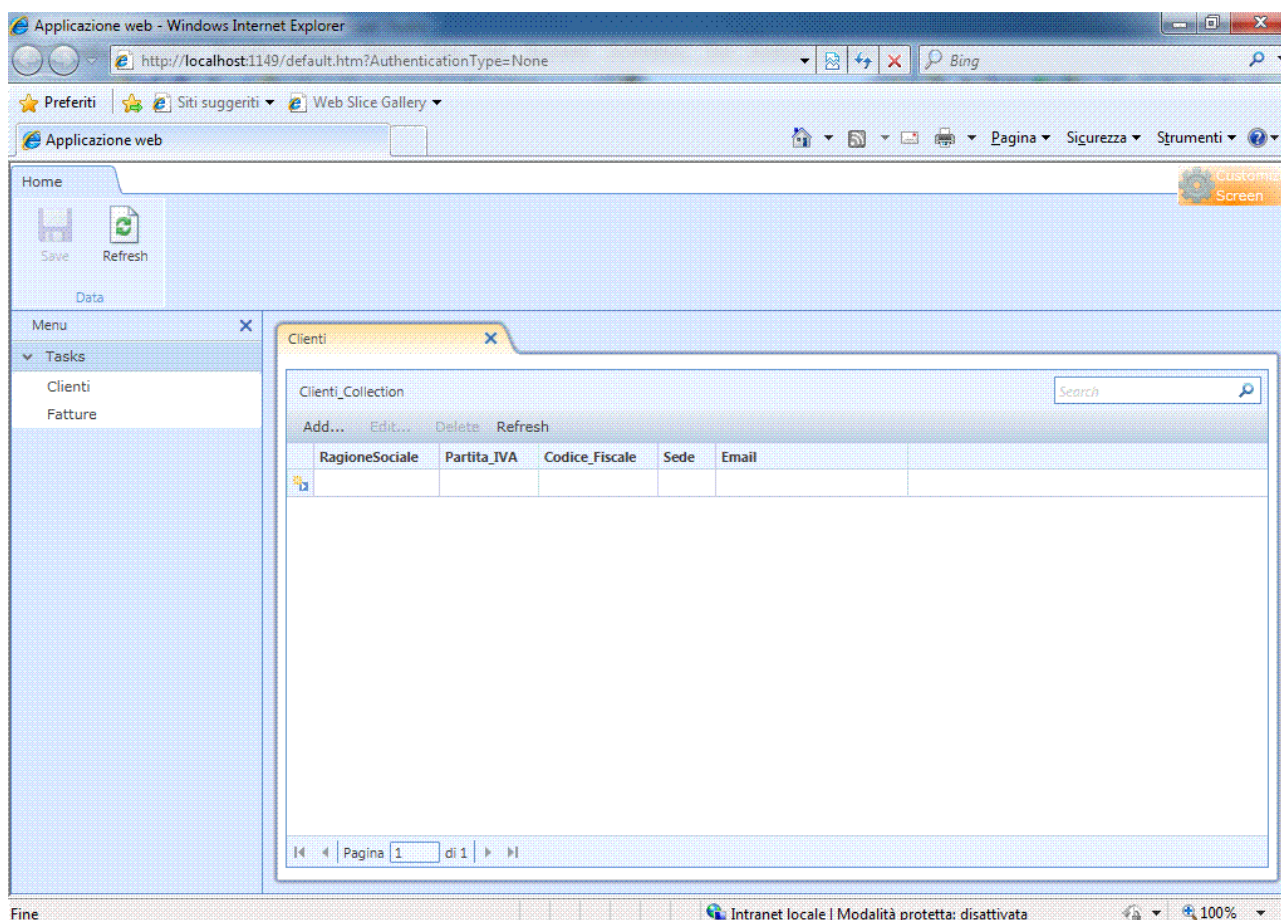 Applicazione web - Windows Internet Explorer
http://localhost:1149/default.htm?AuthenticationType=None
Bing
Preferiti
Siti suggeriti
Web Slice Gallery
Applicazione web
Pagina
Sicurezza
Strumenti
Home
Screen
Save
Refresh
Data
Menu
Tasks
Clienti
Fatture
Clienti
Clienti_Collection
Search
Add... Edit... Delete Refresh
RagioneSociale Partita_IVA Codice_Fiscale Sede Email
Pagina 1 di 1
Fine
Intranet locale | Modalità protetta: disattivata
100%